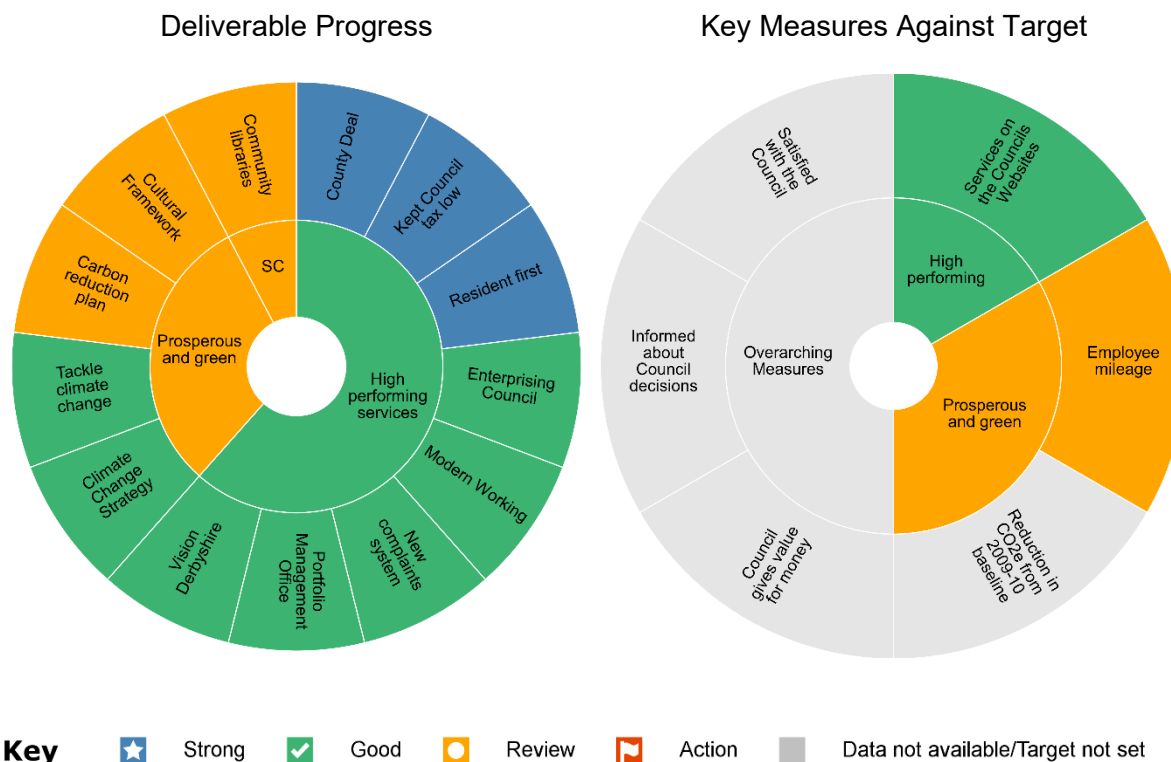 Deliverable Progress
Key Measures Against Target
County Deal
Kept Council
tax low
Resident first
Enterprising
Council
Modern Working
New
complaints
system
Portfolio
Management
Office
Vision
Derbyshire
Climate
Change
Strategy
Tackle
climate
change
Carbon
reduction
plan
Cultural
Framework
Community
libraries
SC
Prosperous
and green
High
performing
services
Services on
the Councils
Websites
Employee
mileage
Reduction in
CO2e from
2009-10
baseline
Council
gives value
for money
Informed
about
Council
decisions
Satisfied
with the
Council
High
performing
Prosperous
and green
Overarching
Measures
Key
Strong
Good
Review
Action
Data not available/Target not set